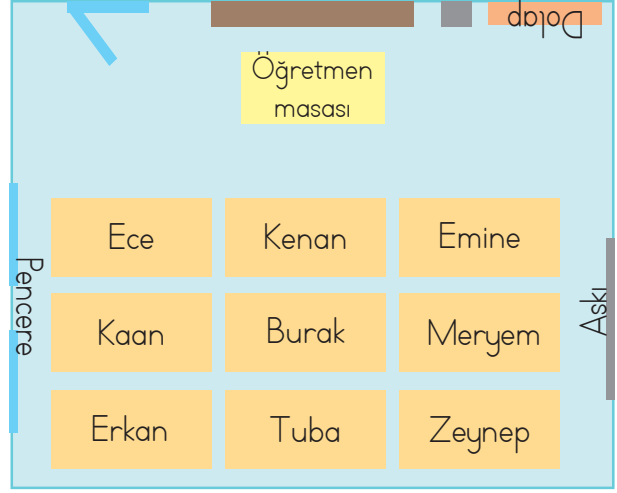 Dolap
Öğretmen
masası
Ece
Kenan
Emine
Pencere
Askı
Kaan
Burak
Meryem
Erkan
Tuba
Zeynep